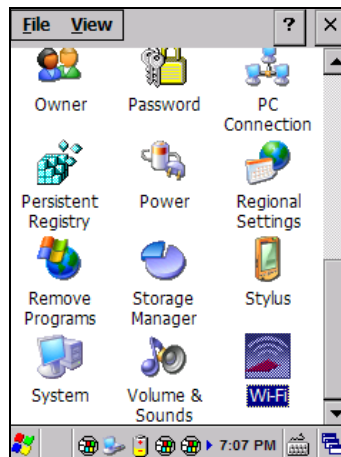 File View ? ×
Owner Password PC
Connection
Persistent Power Regional
Registry Settings
Remove Storage Stylus
Programs Manager
System Volume & Wi-Fi
Sounds
7:07 PM